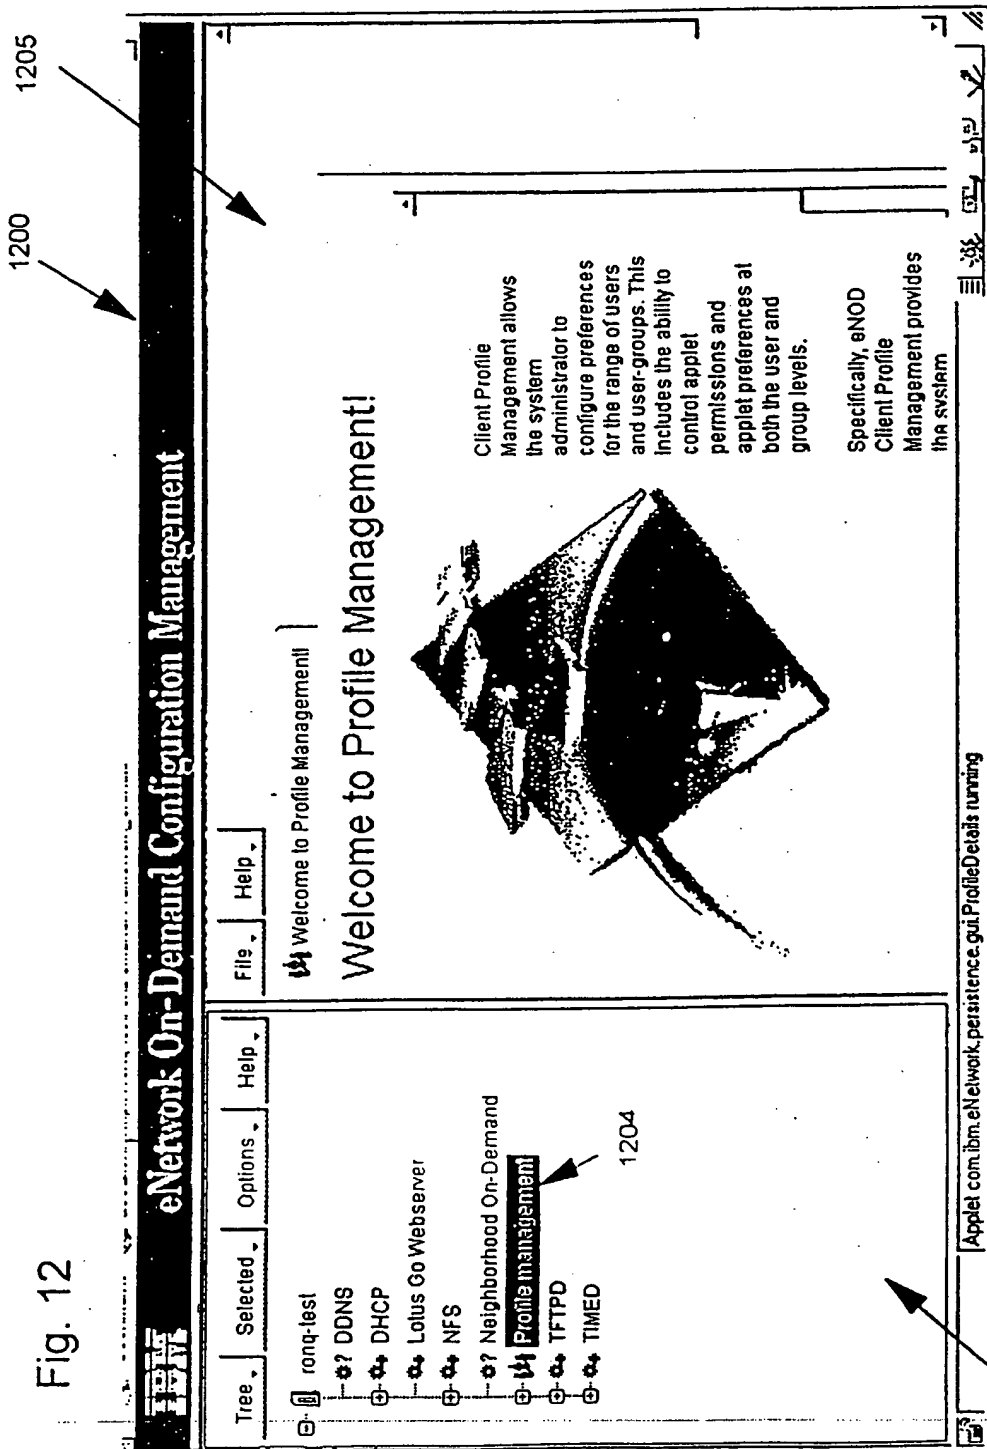 Fig. 12
1200
1205
IBM eNetwork On-Demand Configuration Management
Tree Selected Options Help
ronq-test
? DDNS
DHCP
Lotus Go Webserver
NFS
? Neighborhood On-Demand
Profile management
TFTPD
TIMED
1204
File Help
Welcome to Profile Management!
Welcome to Profile Management!
Client Profile
Management allows
the system
administrator to
configure preferences
for the range of users
and user-groups. This
includes the ability to
control applet
permissions and
applet preferences at
both the user and
group levels.
Specifically, eNOD
Client Profile
Management provides
the system
Applet com.ibm.eNetwork.persistence.gui.ProfileDetails running